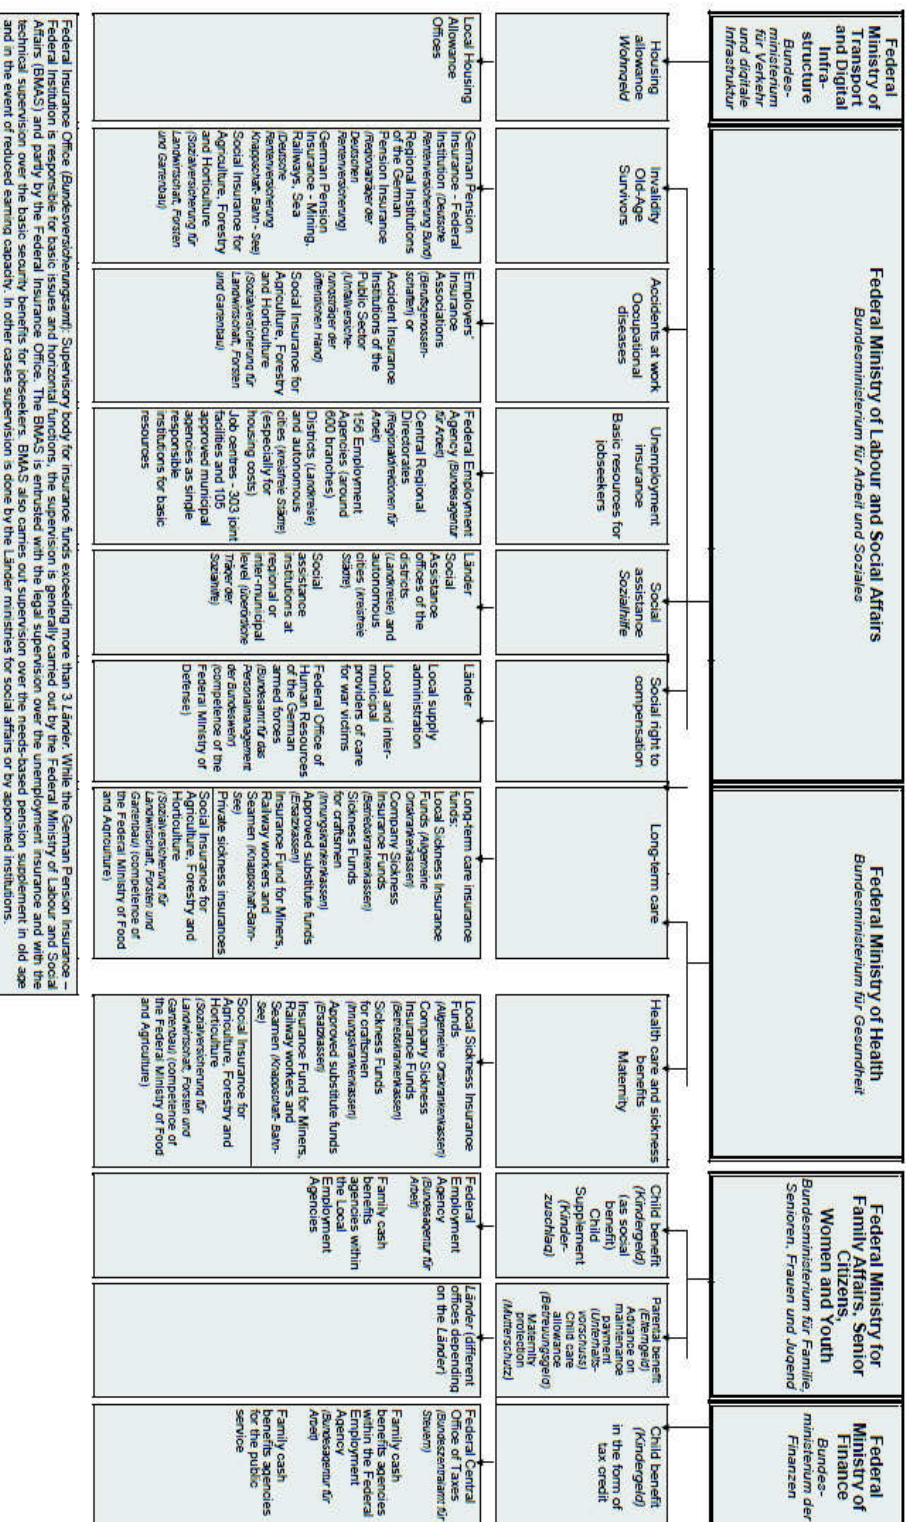 Federal
Ministry of
Transport
and Digital
Infra-
structure
Bundes-
ministerium
für Verkehr
und digitale
Infrastruktur
Federal Ministry of Labour and Social Affairs
Bundesministerium für Arbeit und Soziales
Federal Ministry of Health
Bundesministerium für Gesundheit
Federal Ministry for
Family Affairs, Senior
Citizens,
Women and Youth
Bundesministerium für Familie,
Senioren, Frauen und Jugend
Federal
Ministry of
Finance
Bundes-
ministerium der
Finanzen
Housing
allowance
Wohngeld
Invalidity
Old-Age
Survivors
Accidents at work
Occupational
diseases
Unemployment
insurance
Basic resources for
jobseekers
Social
assistance
Sozialhilfe
Social right to
compensation
Long-term care
Health care and sickness
benefits
Maternity
Child benefit
(Kindergeld)
(as social
benefit)
Child
Supplement
(Kinder-
zuschlag)
Parental benefit
(Elterngeld)
Advance on
maintenance
payment
(Unterhalts-
vorschuss)
Child care
allowance
(Betreuungsgeld)
Maternity
protection
(Mutterschutz)
Child benefit
(Kindergeld)
in the form of
tax credit
Local Housing
Allowance
Offices
German Pension
Insurance - Federal
Institution (Deutsche
Rentenversicherung Bund)
Regional Institutions
of the German
Pension Insurance
(Regionalträger der
Deutschen
Rentenversicherung)
German Pension
Insurance - Mining,
Railways, Sea
(Deutsche
Rentenversicherung
Knappschaft- Bahn - See)
Social Insurance for
Agriculture, Forestry
and Horticulture
(Sozialversicherung für
Landwirtschaft, Forsten
und Gartenbau)
Employers'
Insurance
Associations
(Berufsgenossen-
schaften) or
Accident Insurance
Institutions of the
Public Sector
(Unfallversiche-
rungsträger der
öffentlichen Hand)
Social Insurance for
Agriculture, Forestry
and Horticulture
(Sozialversicherung für
Landwirtschaft, Forsten
und Gartenbau)
Federal Employment
Agency (Bundesagentur
für Arbeit)
Central Regional
Directorates
(Regionaldirektionen für
Arbeit)
156 Employment
Agencies (around
600 branches)
Districts (Landkreise)
and autonomous
cities (kreisfreie Städte)
(especially for
housing costs)
Job centres - 303 joint
facilities and 105
approved municipal
agencies as single
responsible
institutions for basic
resources
Länder
Social
Assistance
offices of the
districts
(Landkreise) and
autonomous
cities (kreisfreie
Städte)
Social
assistance
institutions at
regional or
inter-municipal
level (überörtliche
Träger der
Sozialhilfe)
Länder
Local supply
administration
Local and inter-
municipal
providers of care
for war victims
Federal Office of
Human Resources
of the German
armed forces
(Bundesamt für das
Personalmanagement
der Bundeswehr)
(competence of the
Federal Ministry of
Defense)
Long-term care insurance
funds:
Local Sickness Insurance
Funds (Allgemeine
Ortskrankenkassen)
Company Sickness
Insurance Funds
(Betriebskrankenkassen)
Sickness Funds
for craftsmen
(Innungskrankenkassen)
Approved substitute funds
(Ersatzkassen)
Insurance Fund for Miners,
Railway workers and
Seamen (Knappschaft-Bahn-
See)
Private sickness insurances
Social Insurance for
Agriculture, Forestry and
Horticulture
(Sozialversicherung für
Landwirtschaft, Forsten und
Gartenbau) (competence of
the Federal Ministry of Food
and Agriculture)
Local Sickness Insurance
Funds
(Allgemeine Ortskrankenkassen)
Company Sickness
Insurance Funds
(Betriebskrankenkassen)
Sickness Funds
for craftsmen
(Innungskrankenkassen)
Approved substitute funds
(Ersatzkassen)
Insurance Fund for Miners,
Railway workers and
Seamen (Knappschaft- Bahn-
See)
Social Insurance for
Agriculture, Forestry and
Horticulture
(Sozialversicherung für
Landwirtschaft, Forsten und
Gartenbau) (competence of
the Federal Ministry of Food
and Agriculture)
Federal
Employment
Agency
(Bundesagentur für
Arbeit)
Family cash
benefits
agencies within
the Local
Employment
Agencies
Länder (different
offices depending
on the Länder)
Federal Central
Office of Taxes
(Bundeszentralamt für
Steuern)
Family cash
benefits agencies
within the Federal
Employment
Agency
(Bundesagentur für
Arbeit)
Family cash
benefits agencies
for the public
service
Federal Insurance Office (Bundesversicherungsamt): Supervisory body for insurance funds exceeding more than 3 Länder. While the German Pension Insurance –
Federal Institution is responsible for basic issues and horizontal functions, the supervision is generally carried out by the Federal Ministry of Labour and Social
Affairs (BMAS) and partly by the Federal Insurance Office. The BMAS is entrusted with the legal supervision over the unemployment insurance and with the
technical supervision over the basic security benefits for jobseekers. BMAS also carries out supervision over the needs-based pension supplement in old age
and in the event of reduced earning capacity. In other cases supervision is done by the Länder ministries for social affairs or by appointed institutions.